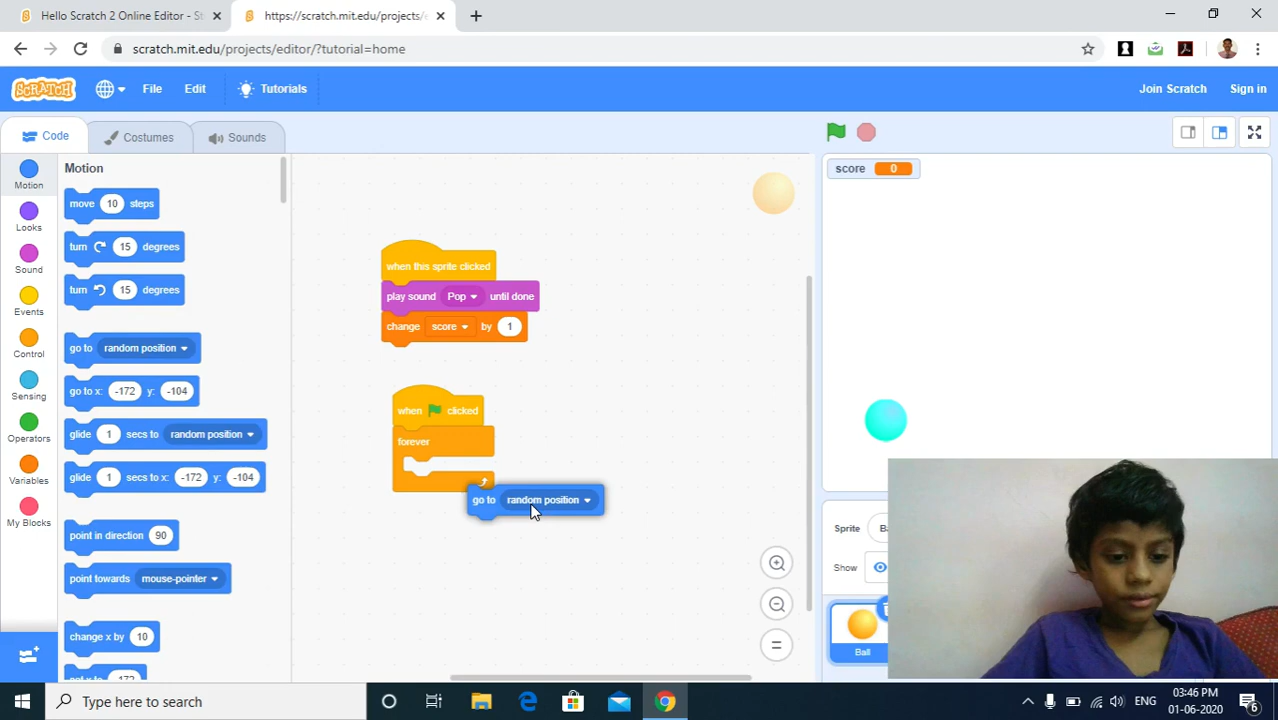 Hello Scratch 2 Online Editor - S
https://scratch.mit.edu/projects/e
scratch.mit.edu/projects/editor/?tutorial=home
SCRATCH File Edit Tutorials Join Scratch Sign in
Code Costumes Sounds
Motion
Looks
Sound
Events
Control
Sensing
Operators
Variables
My Blocks
Motion
move 10 steps
turn 15 degrees
turn 15 degrees
go to random position
go to x: -172 y: -104
glide 1 secs to random position
glide 1 secs to x: -172 y: -104
point in direction 90
point towards mouse-pointer
change x by 10
when this sprite clicked
play sound Pop until done
change score by 1
when clicked
forever
go to random position
score 0
Sprite Ba
Show
Ball
Type here to search
ENG
03:46 PM
01-06-2020
6